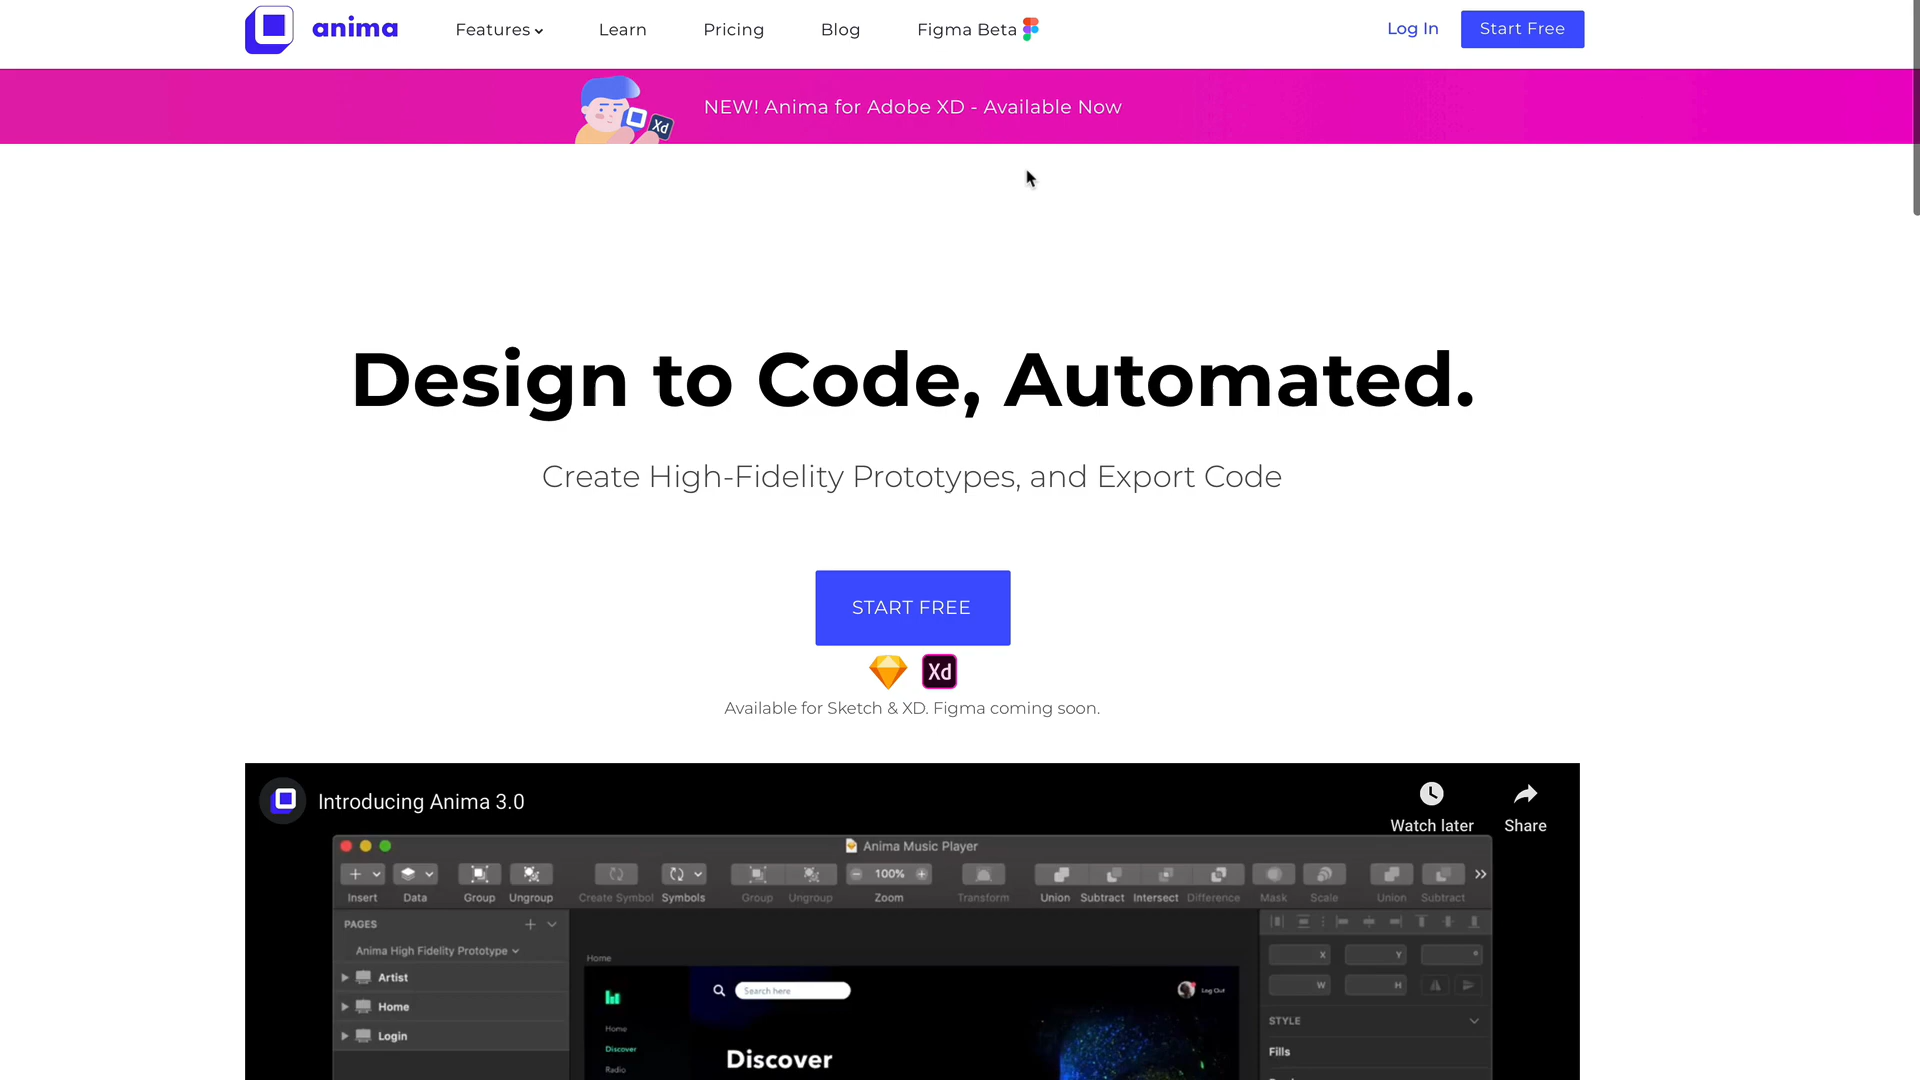 anima
Features
Learn
Pricing
Blog
Figma Beta
Log In
Start Free
Xd
NEW! Anima for Adobe XD - Available Now
Design to Code, Automated.
Create High-Fidelity Prototypes, and Export Code
START FREE
Xd
Available for Sketch & XD. Figma coming soon.
Introducing Anima 3.0
Watch later
Share
Anima Music Player
100%
Insert
Data
Group
Ungroup
Create Symbol
Symbols
Group
Ungroup
Zoom
Transform
Union
Subtract
Intersect
Difference
Mask
Scale
Union
Subtract
PAGES
Anima High Fidelity Prototype
Artist
Home
Login
Home
Search here
Log Out
Home
Discover
Radio
Discover
X
Y
°
W
H
STYLE
Fills